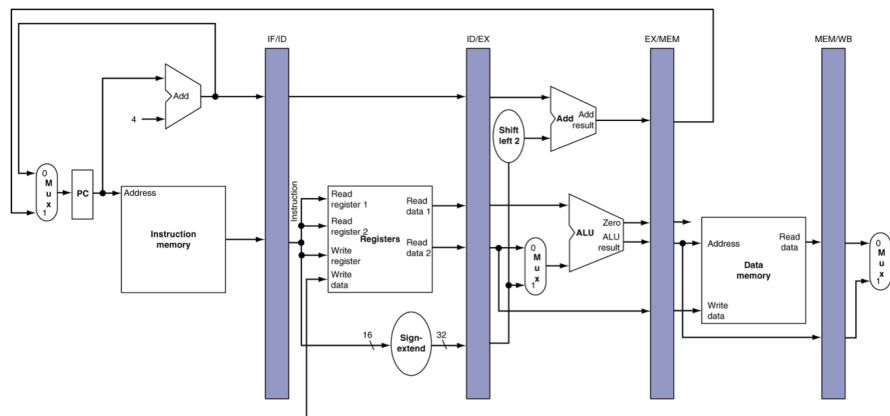 IF/ID
ID/EX
EX/MEM
MEM/WB
Add
4
Shift
left 2
Add
Add
result
0
M
u
x
1
PC
Address
Instruction
memory
Instruction
Read
register 1
Read
register 2
Write
register
Write
data
Registers
Read
data 1
Read
data 2
16
Sign-
extend
32
0
M
u
x
1
ALU
Zero
ALU
result
Address
Write
data
Data
memory
Read
data
0
M
u
x
1